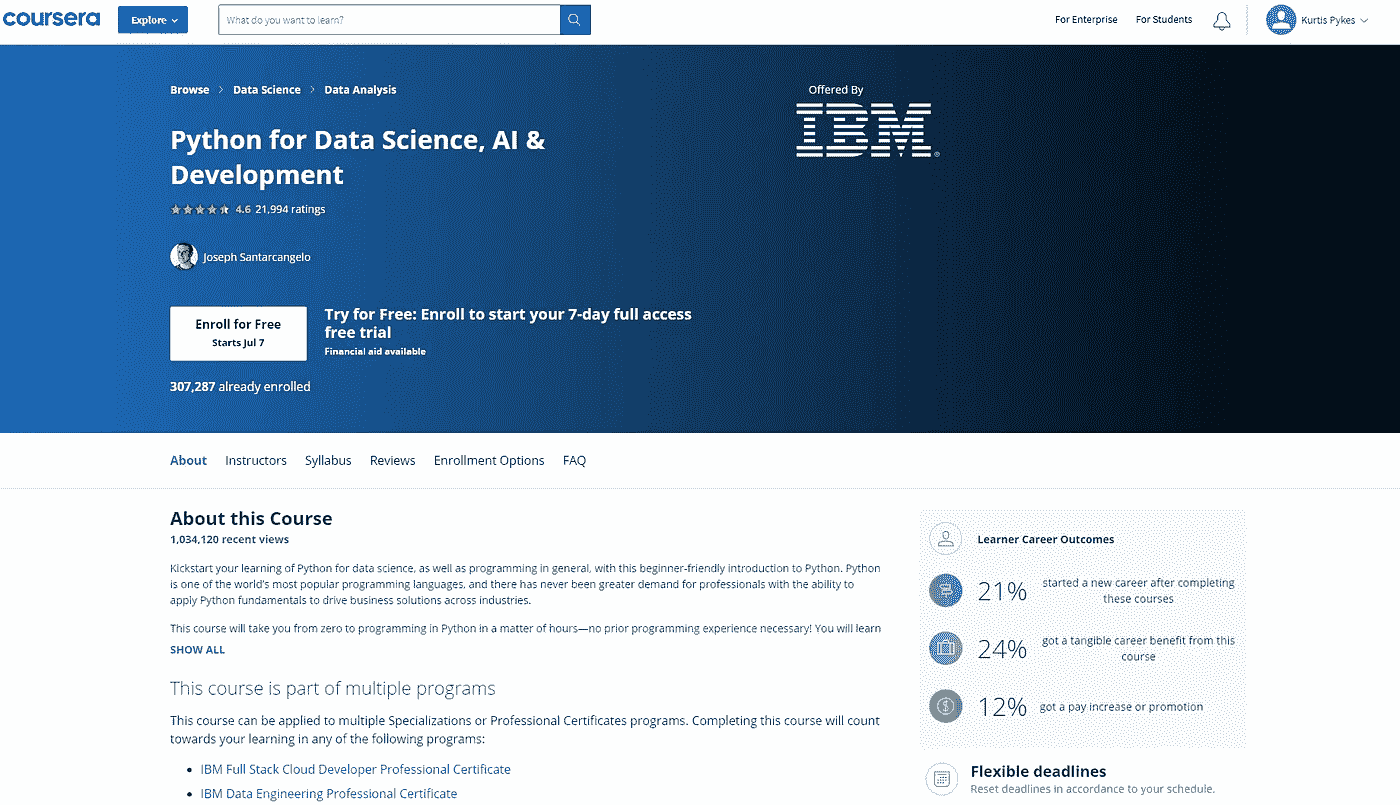 coursera
Explore
What do you want to learn?
For Enterprise
For Students
Kurtis Pykes
Browse > Data Science > Data Analysis
Offered By
IBM
®
Python for Data Science, AI &
Development
4.6 21,994 ratings
Joseph Santarcangelo
Enroll for Free
Starts Jul 7
Try for Free: Enroll to start your 7-day full access
free trial
Financial aid available
307,287 already enrolled
About
Instructors
Syllabus
Reviews
Enrollment Options
FAQ
About this Course
1,034,120 recent views
Kickstart your learning of Python for data science, as well as programming in general, with this beginner-friendly introduction to Python. Python
is one of the world's most popular programming languages, and there has never been greater demand for professionals with the ability to
apply Python fundamentals to drive business solutions across industries.
This course will take you from zero to programming in Python in a matter of hours—no prior programming experience necessary! You will learn
SHOW ALL
This course is part of multiple programs
This course can be applied to multiple Specializations or Professional Certificates programs. Completing this course will count
towards your learning in any of the following programs:
• IBM Full Stack Cloud Developer Professional Certificate
• IBM Data Engineering Professional Certificate
Learner Career Outcomes
21%
started a new career after completing
these courses
24%
got a tangible career benefit from this
course
$
12%
got a pay increase or promotion
Flexible deadlines
Reset deadlines in accordance to your schedule.